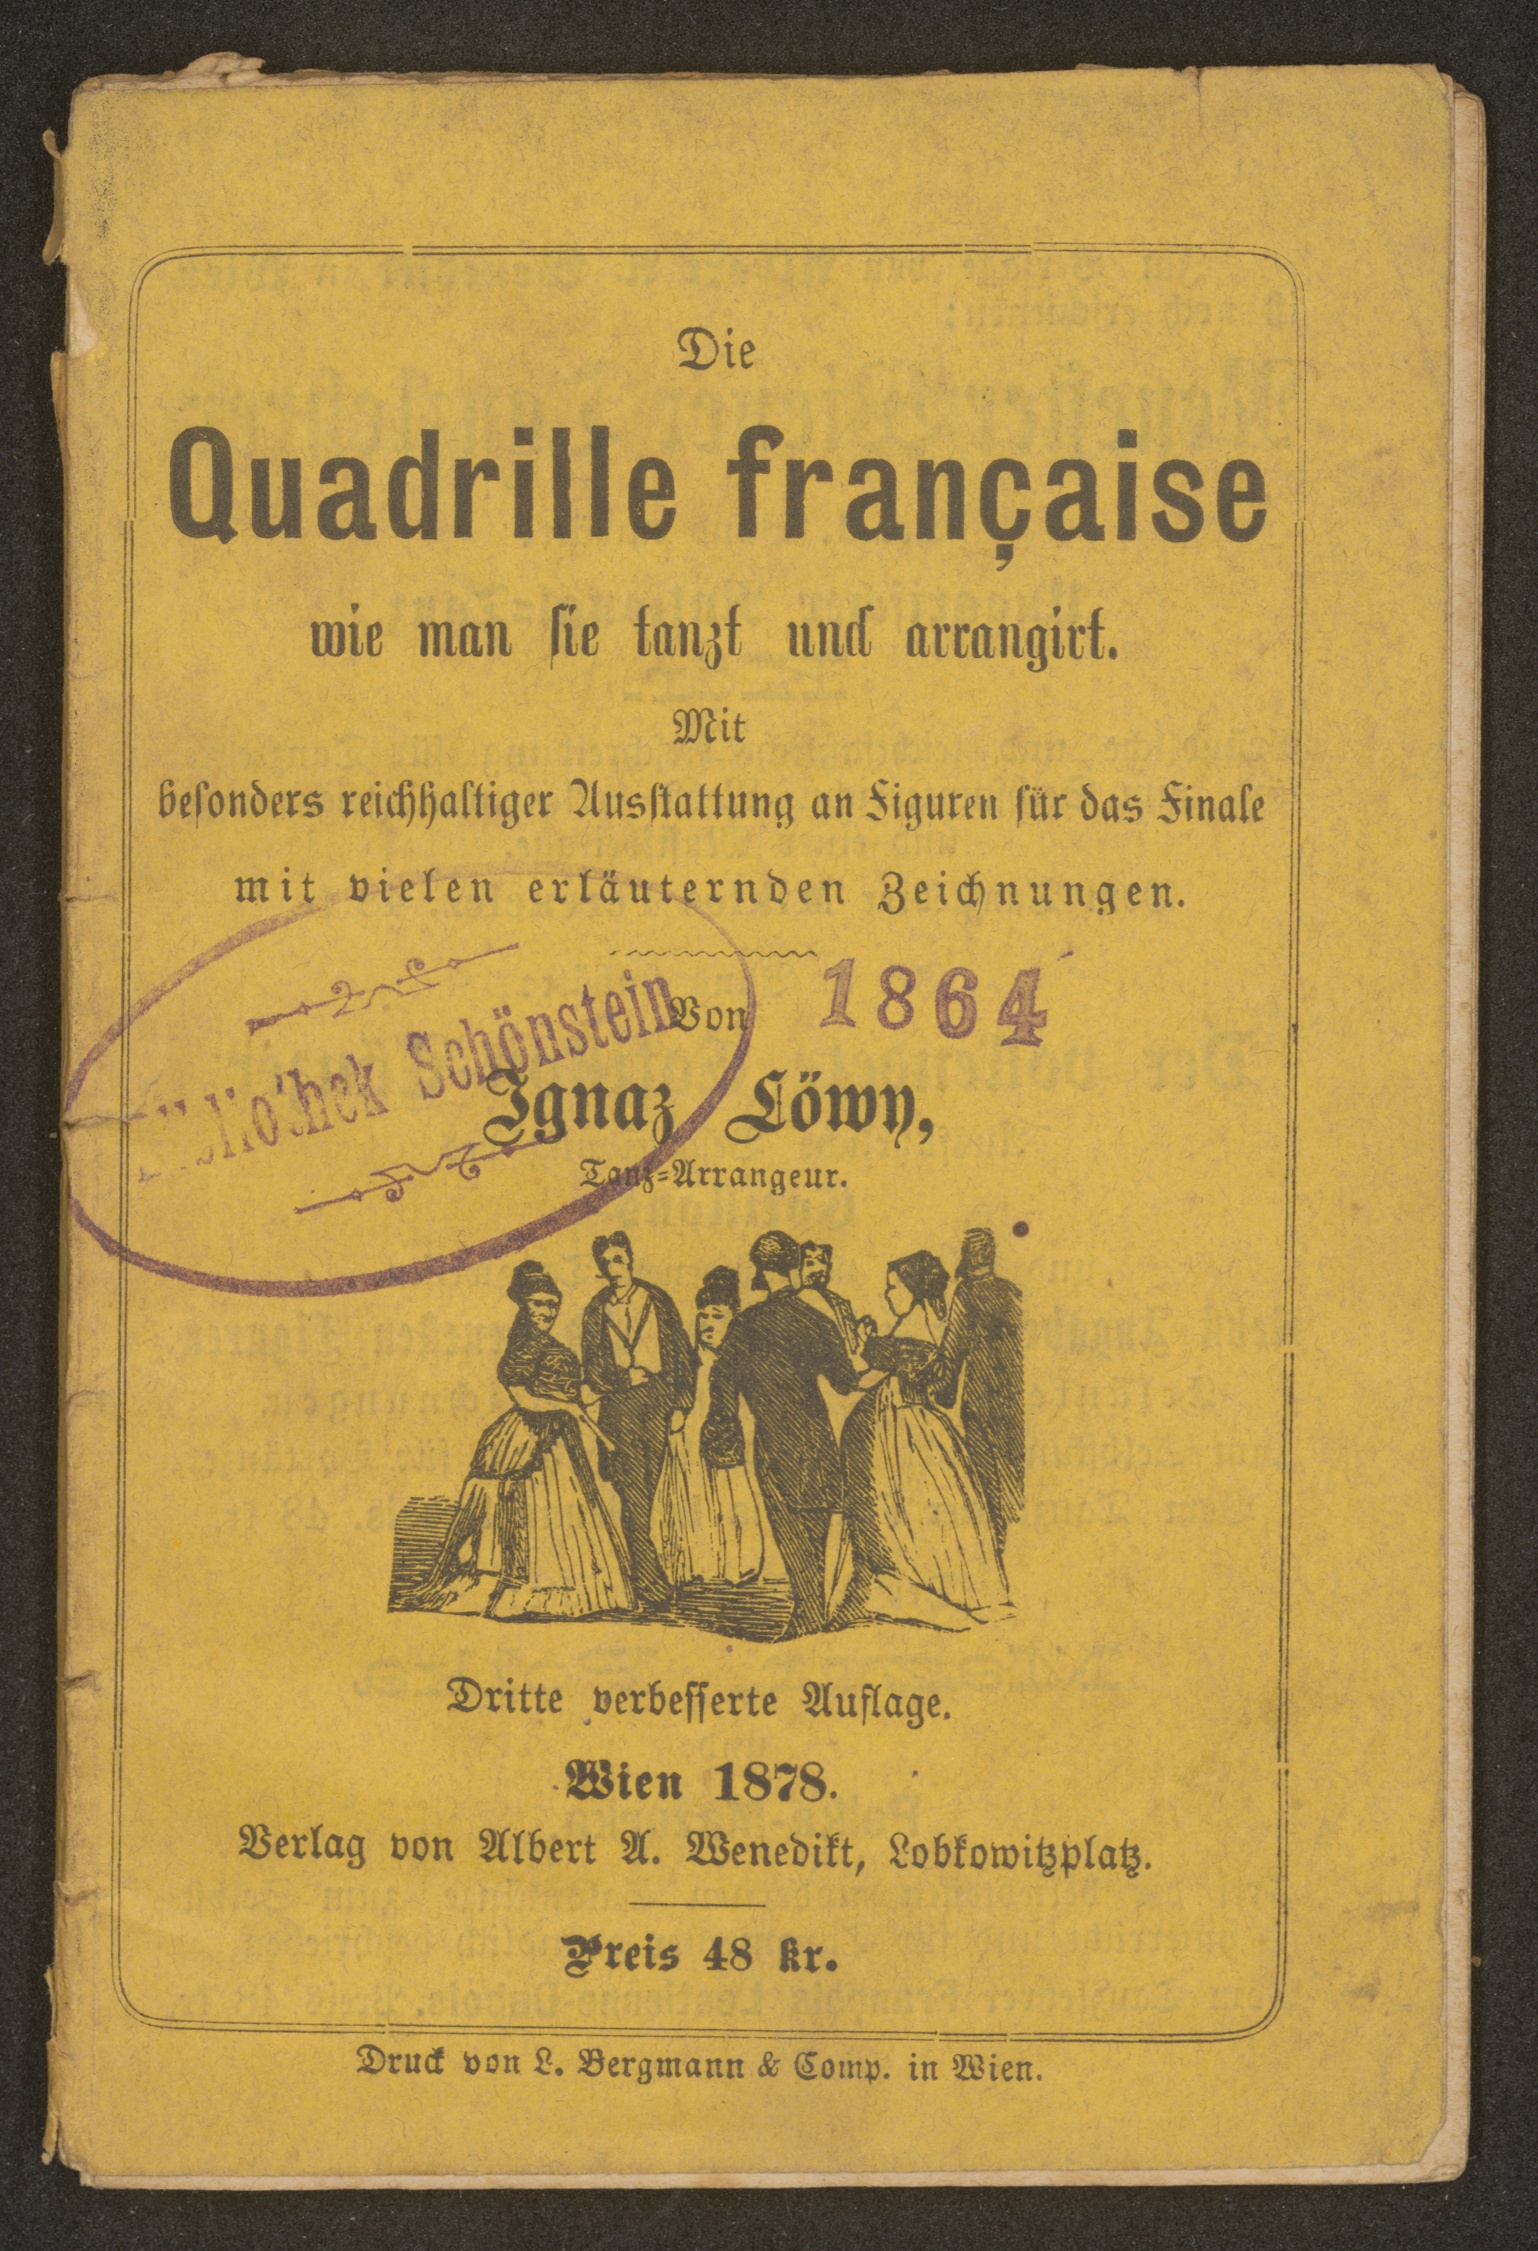 Die
Quadrille française
wie man sie tanzt und arrangirt.
Mit
besonders reichhaltiger Ausstattung an Figuren für das Finale
mit vielen erläuternden Zeichnungen.
Bibliothek Schönstein
Von
1864
Ignaz Löwy,
Tanz-Arrangeur.
Dritte verbesserte Auflage.
Wien 1878.
Verlag von Albert A. Wenedikt, Lobkowitzplatz.
Preis 48 kr.
Druck von L. Bergmann & Comp. in Wien.